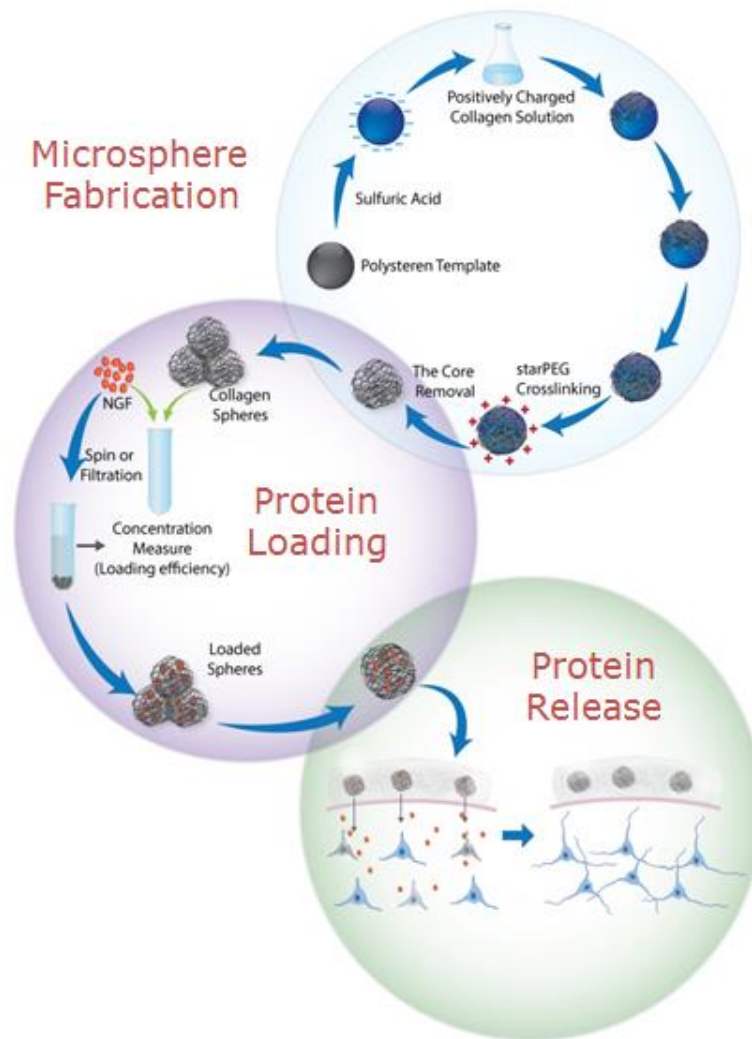 Microsphere
Fabrication
Positively Charged
Collagen Solution
Sulfuric Acid
Polysteren Template
starPEG
Crosslinking
The Core
Removal
Collagen
Spheres
NGF
Spin or
Filtration
Protein
Loading
Concentration
Measure
(Loading efficiency)
Loaded
Spheres
Protein
Release